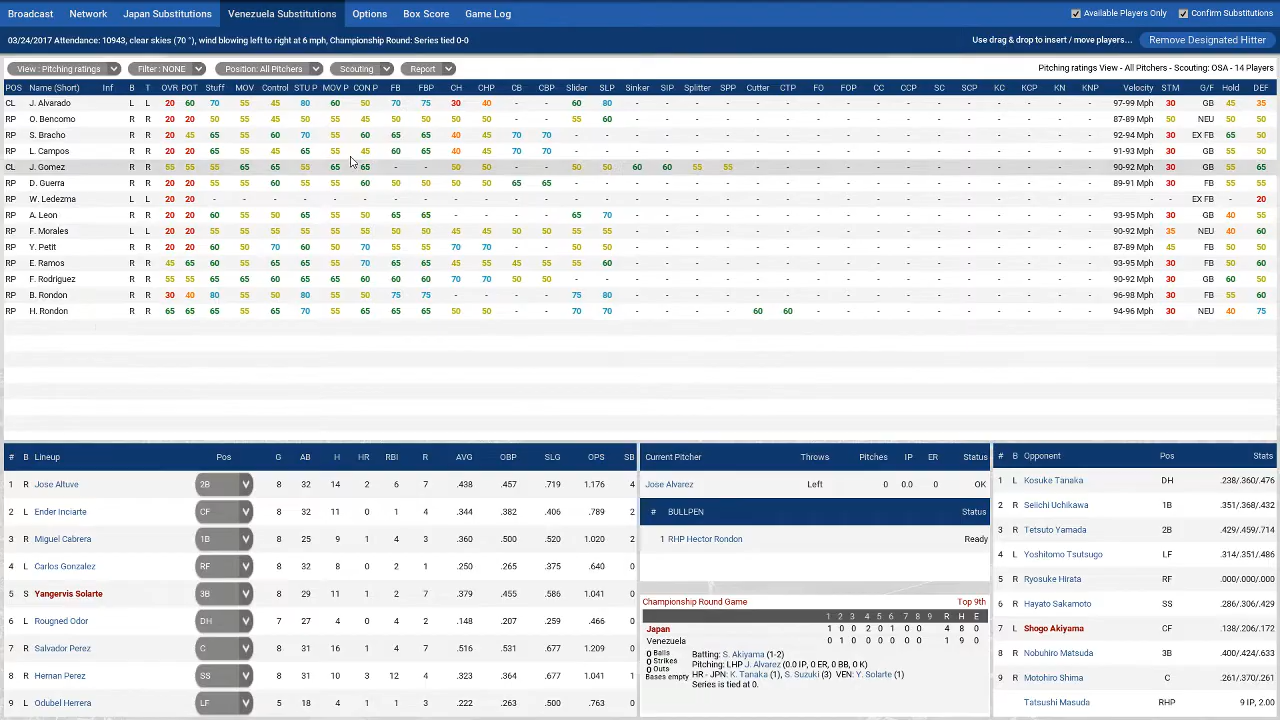 Broadcast Network Japan Substitutions Venezuela Substitutions Options Box Score Game Log Available Players Only Confirm Substitutions
03/24/2017 Attendance: 10943, clear skies (70 °), wind blowing left to right at 6 mph, Championship Round: Series tied 0-0 Use drag & drop to insert / move players... Remove Designated Hitter
View : Pitching ratings Filter : NONE Position: All Pitchers Scouting Report Pitching ratings View - All Pitchers - Scouting: OSA - 14 Players
POS Name (Short) Inf B T OVR POT Stuff MOV Control STU P MOV P CON P FB FBP CH CHP CB CBP Slider SLP Sinker SIP Splitter SPP Cutter CTP FO FOP CC CCP SC SCP KC KCP KN KNP Velocity STM G/F Hold DEF
CL J. Alvarado L L 20 60 70 55 45 80 60 50 70 75 30 40 - - 60 80 - - - - - - - - - - - - - - - - 97-99 Mph 30 GB 45 35
RP O. Bencomo L L 20 20 50 55 45 50 55 45 50 50 45 45 - - 55 60 - - - - - - - - - - - - - - - - 87-89 Mph 50 NEU 50 50
RP S. Bracho R R 20 45 65 55 60 70 55 60 65 65 40 45 70 70 - - - - - - - - - - - - - - - - - - 92-94 Mph 30 EX FB 65 50
RP L. Campos R R 20 20 65 55 45 65 55 45 60 65 45 45 70 70 - - - - - - - - - - - - - - - - - - 91-93 Mph 30 GB 55 50
CL J. Gomez R R 55 55 55 65 65 55 65 65 - - 50 50 - - 50 50 60 60 55 55 - - - - - - - - - - - - 90-92 Mph 30 GB 55 65
RP D. Guerra R R 20 20 55 55 60 55 55 60 50 50 50 50 65 65 - - - - - - - - - - - - - - - - - - 89-91 Mph 30 FB 55 55
RP W. Ledezma L L 20 20 - - - - - - - - - - - - - - - - - - - - - - - - - - - - - - - - EX FB - 20
RP A. Leon R R 20 20 60 55 50 65 55 50 65 65 - - - - 65 70 - - - - - - - - - - - - - - - - 93-95 Mph 30 GB 40 55
RP F. Morales L L 20 20 55 55 55 55 55 55 50 50 45 45 50 50 55 55 - - - - - - - - - - - - - - - - 90-92 Mph 35 NEU 40 60
RP Y. Petit R R 20 20 60 50 70 60 50 70 55 55 70 70 - - - - - - - - - - - - - - - - - - - - 87-89 Mph 45 FB 50 50
RP E. Ramos R R 45 65 60 55 60 65 55 70 65 65 45 55 45 55 55 60 - - - - - - - - - - - - - - - - 93-95 Mph 60 FB 50 60
RP F. Rodriguez R R 55 55 60 60 65 60 60 65 60 60 70 70 50 50 - - - - - - - - - - - - - - - - - - 90-92 Mph 30 GB 60 50
RP B. Rondon R R 30 40 80 55 50 80 55 50 75 75 - - - - 75 80 - - - - - - - - - - - - - - - - 96-98 Mph 30 FB 55 60
RP H. Rondon R R 65 65 65 55 65 70 55 65 65 65 50 50 - - 70 70 - - - - 60 60 - - - - - - - - - - 94-96 Mph 30 NEU 40 75
# B Lineup Pos G AB H HR RBI R AVG OBP SLG OPS SB
1 R Jose Altuve 2B 8 32 14 2 6 7 .438 .457 .719 1.176 4
2 L Ender Inciarte CF 8 32 11 0 1 4 .344 .382 .406 .789 2
3 R Miguel Cabrera 1B 8 25 9 1 4 3 .360 .500 .520 1.020 2
4 L Carlos Gonzalez RF 8 32 8 0 2 1 .250 .265 .375 .640 0
5 S Yangervis Solarte 3B 8 29 11 1 2 7 .379 .455 .586 1.041 0
6 L Rougned Odor DH 8 27 4 0 1 4 .148 .207 .259 .466 0
7 R Salvador Perez C 8 31 16 1 4 7 .516 .531 .677 1.209 0
8 R Hernan Perez SS 8 31 10 3 12 4 .323 .364 .677 1.041 1
9 L Odubel Herrera LF 5 18 4 1 1 3 .222 .263 .500 .763 0
Current Pitcher Throws Pitches IP ER Status
Jose Alvarez Left 0 0.0 0 OK
# BULLPEN Status
1 RHP Hector Rondon Ready
Championship Round Game Top 9th
1 2 3 4 5 6 7 8 9 R H E
Japan 1 0 0 2 0 1 0 0 4 8 0
Venezuela 0 1 0 0 0 0 0 0 1 9 0
0 Balls
0 Strikes
0 Outs
Bases empty
Batting: S. Akiyama (1-2)
Pitching: LHP J. Alvarez (0.0 IP, 0 ER, 0 BB, 0 K)
HR - JPN: K. Tanaka (1), S. Suzuki (3) VEN: Y. Solarte (1)
Series is tied at 0.
# B Opponent Pos Stats
1 L Kosuke Tanaka DH .238/.360/.476
2 R Seiichi Uchikawa 1B .351/.368/.432
3 R Tetsuto Yamada 2B .429/.459/.714
4 L Yoshitomo Tsutsugo LF .314/.351/.486
5 R Ryosuke Hirata RF .000/.000/.000
6 R Hayato Sakamoto SS .286/.306/.429
7 L Shogo Akiyama CF .138/.206/.172
8 R Nobuhiro Matsuda 3B .400/.424/.633
9 R Motohiro Shima C .261/.370/.261
Tatsushi Masuda RHP 9 IP, 2.00